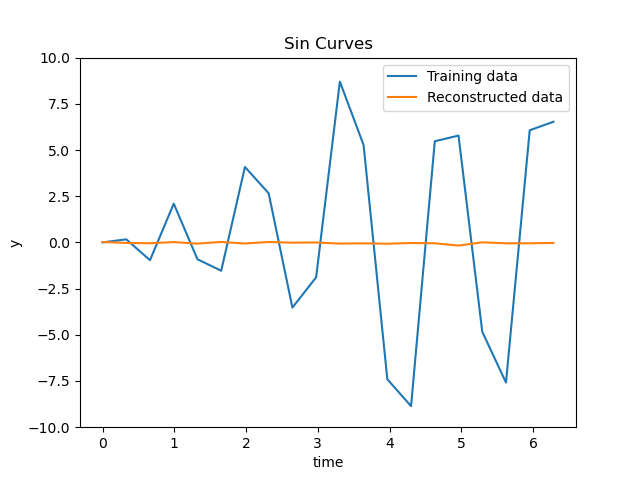 Sin Curves
Training data
Reconstructed data
10.0
7.5
5.0
2.5
0.0
−2.5
−5.0
−7.5
−10.0
y
0 1 2 3 4 5 6
time